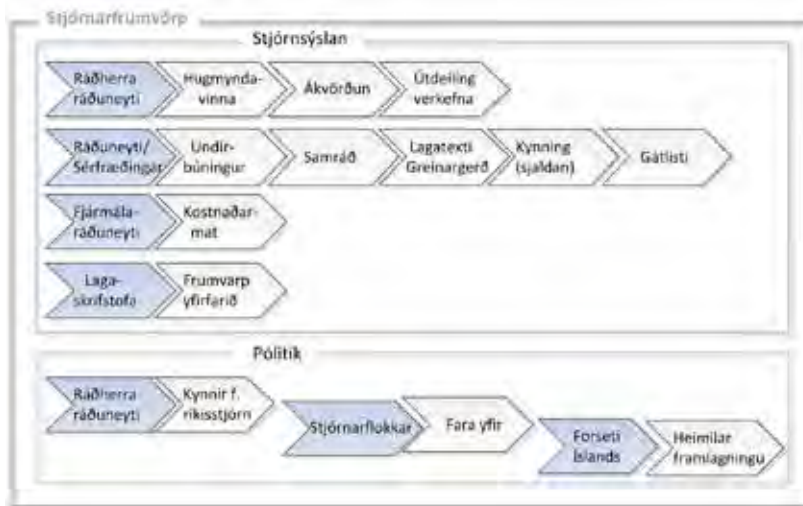 Stjórnarfrumvörp
Stjórnsýslan
Ráðherra
ráðuneyti
Hugmynda-
vinna
Ákvörðun
Útdeiling
verkefna
Ráðuneyti/
Sérfræðingar
Undir-
búningur
Samráð
Lagatexti
Greinargerð
Kynning
(sjaldan)
Gátlisti
Fjármála-
ráðuneyti
Kostnaðar-
mat
Laga-
skrifstofa
Frumvarp
yfirfarið
Pólitík
Ráðherra
ráðuneyti
Kynnir f.
ríkisstjórn
Stjórnarflokkar
Fara yfir
Forseti
Íslands
Heimilar
framlagningu